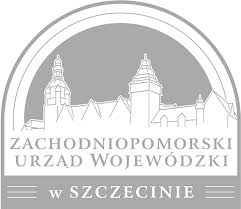 ZACHODNIOPOMORSKI
URZĄD WOJEWÓDZKI
w SZCZECINIE